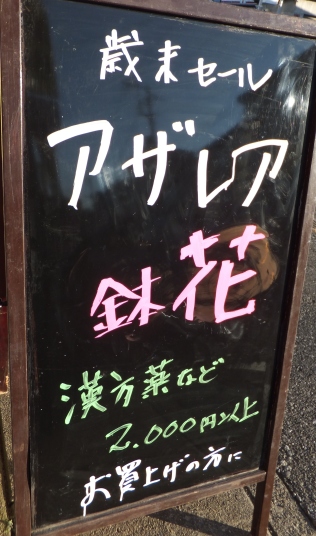 歳末セール
アザレア
鉢花
漢方薬など
2.000円以上
お買上げの方に